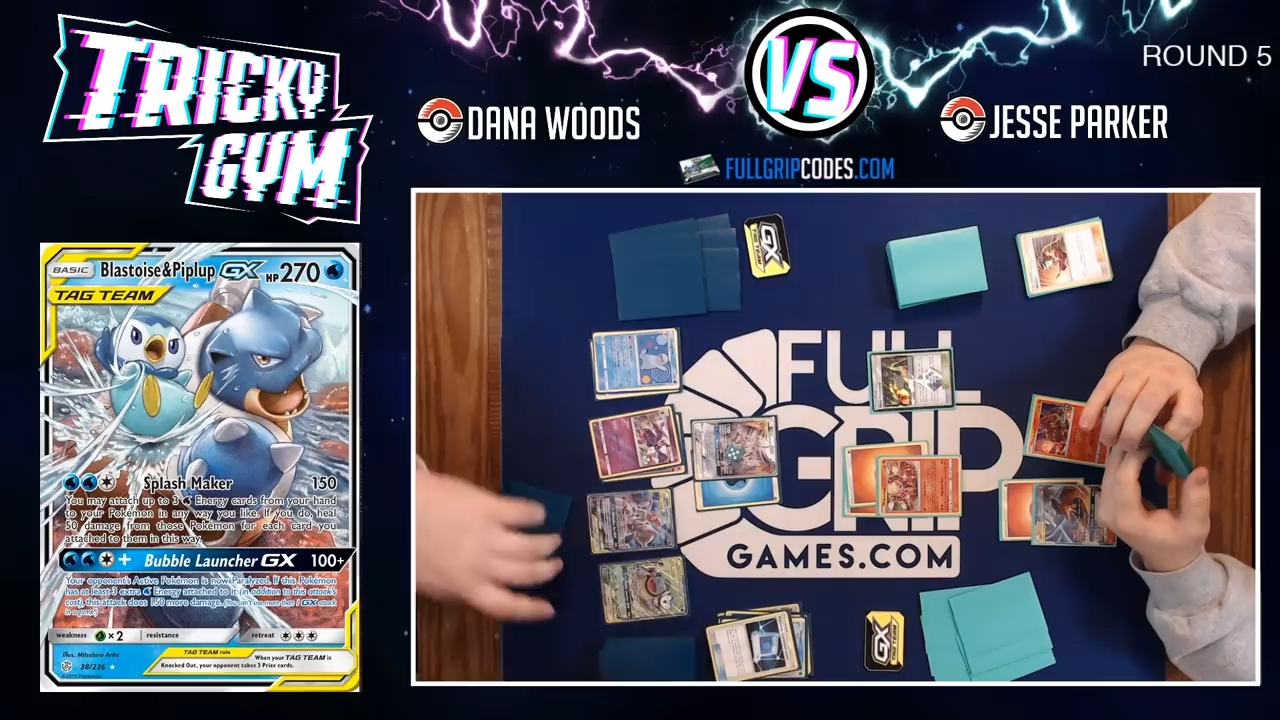 TRICKY
GYM
DANA WOODS
VS
JESSE PARKER
ROUND 5
FULLGRIPCODES.COM
BASIC
Blastoise&Piplup GX HP270
TAG TEAM
Splash Maker 150
You may attach up to 3 Energy cards from your hand
to your Pokémon in any way you like. If you do, heal
50 damage from those Pokémon for each card you
attached to them in this way.
+ Bubble Launcher GX 100+
Your opponent's Active Pokémon is now Paralyzed. If this Pokémon
has at least 3 extra Energy attached to it (in addition to this attack's
cost), this attack does 150 more damage. (You can't use more than 1 GX attack
in a game.)
weakness ×2 resistance retreat
Illus. Mitsuhiro Arita
TAG TEAM rule
When your TAG TEAM is
Knocked Out, your opponent takes 3 Prize cards.
38/236
FULL
GRIP
GAMES.COM
GX
GX